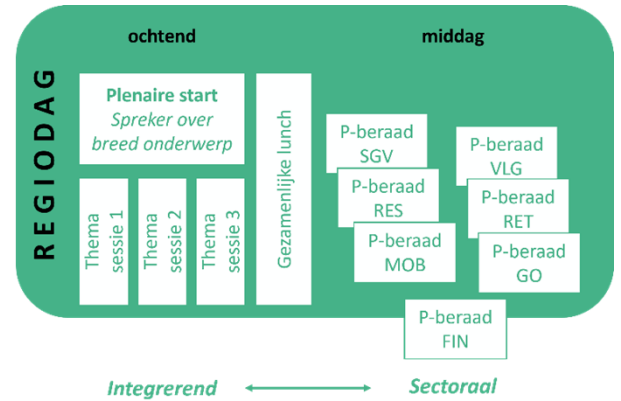 REGIODAG
ochtend
middag
Plenaire start
Spreker over
breed onderwerp
Thema
sessie 1
Thema
sessie 2
Thema
sessie 3
Gezamenlijke lunch
P-beraad
SGV
P-beraad
RES
P-beraad
MOB
P-beraad
VLG
P-beraad
RET
P-beraad
GO
P-beraad
FIN
Integrerend
Sectoraal